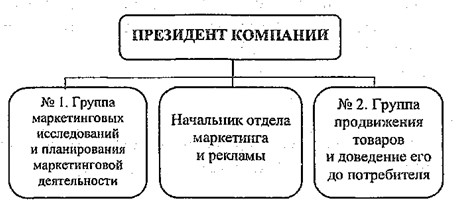 ПРЕЗИДЕНТ КОМПАНИИ
№ 1. Группа
маркетинговых
исследований
и планирования
маркетинговой
деятельности
Начальник отдела
маркетинга
и рекламы
№ 2. Группа
продвижения
товаров
и доведение его
до потребителя